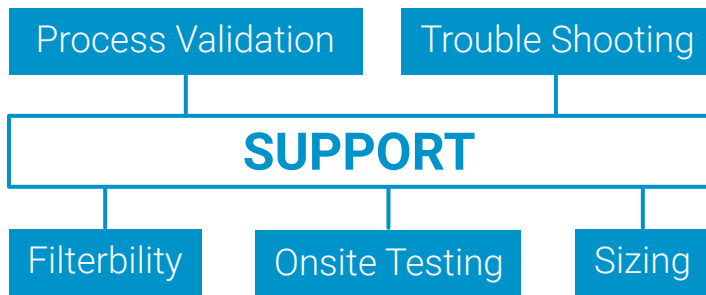 Process Validation
Trouble Shooting
SUPPORT
Filterbility
Onsite Testing
Sizing